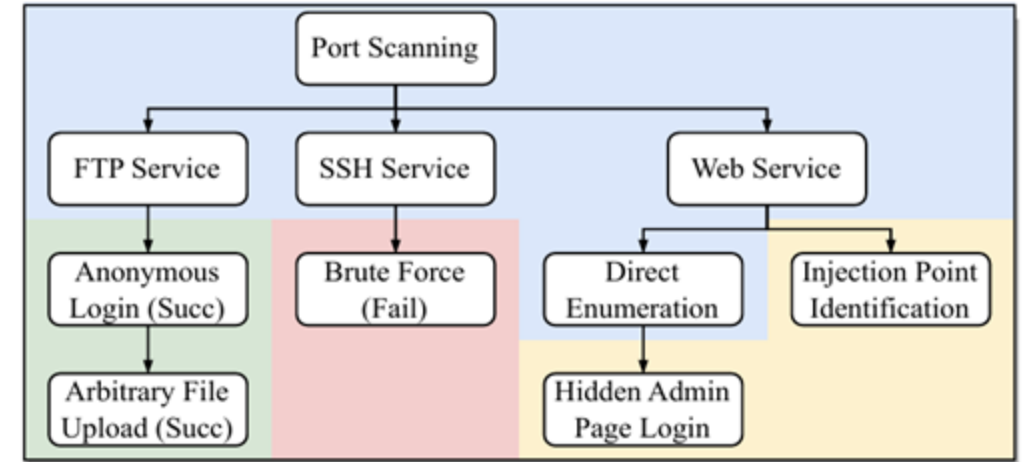 Port Scanning
FTP Service
SSH Service
Web Service
Anonymous
Login (Succ)
Brute Force
(Fail)
Direct
Enumeration
Injection Point
Identification
Arbitrary File
Upload (Succ)
Hidden Admin
Page Login